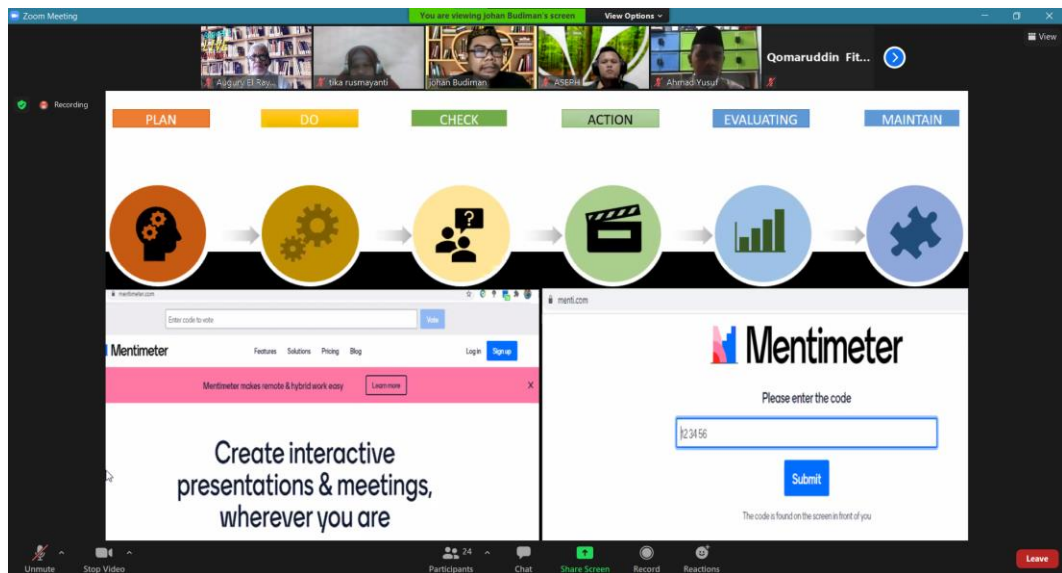 Zoom Meeting
You are viewing johan Budiman's screen
View Options
View
Augury El Ray...
tika rusmayanti
johan Budiman
ASEPH
Ahmad Yusuf
Qomaruddin Fit...
Recording
PLAN
DO
CHECK
ACTION
EVALUATING
MAINTAIN
?
mentimeter.com
Enter code to vote
Vote
Mentimeter
Features
Solutions
Pricing
Blog
Log in
Sign up
Mentimeter makes remote & hybrid work easy
Learn more
X
Create interactive
presentations & meetings,
wherever you are
menti.com
Mentimeter
Please enter the code
12 34 56
Submit
The code is found on the screen in front of you
Unmute
Stop Video
24
Participants
Chat
Share Screen
Record
Reactions
Leave